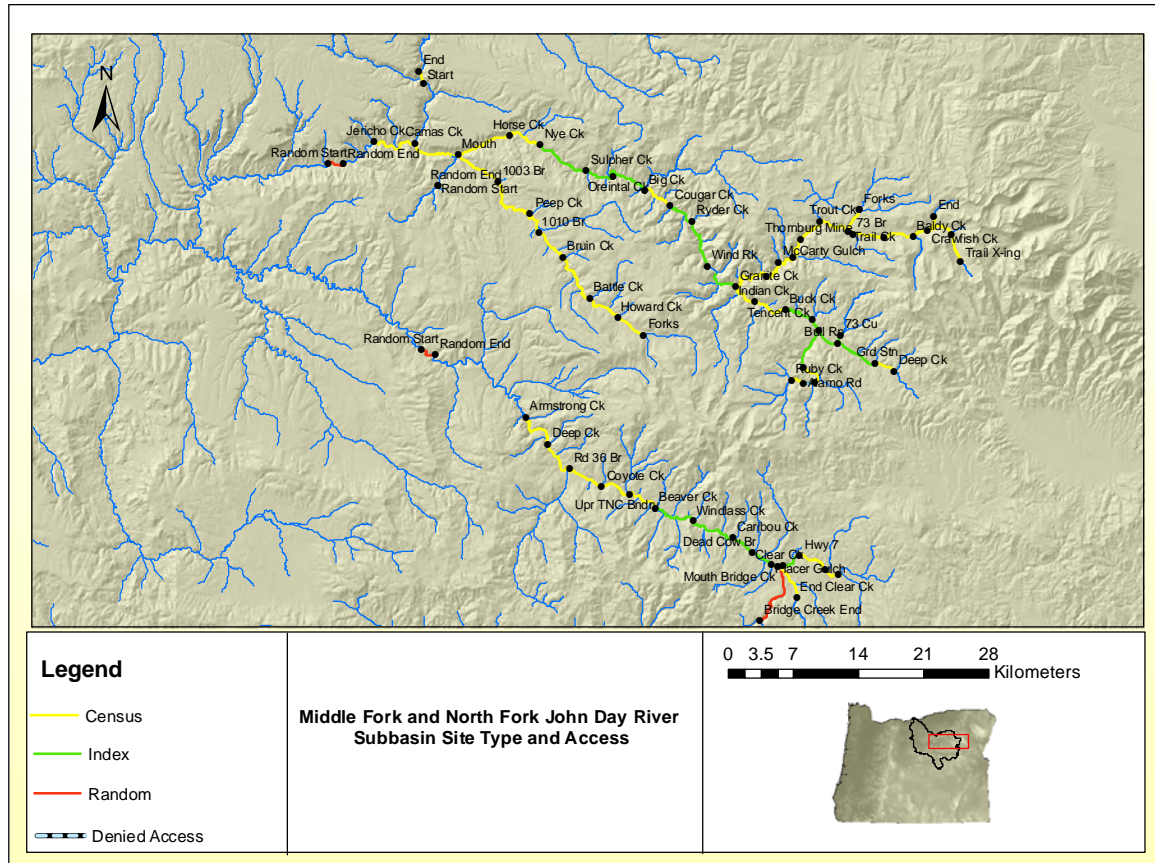 N
End
Start
Horse Ck
Nye Ck
Jericho Ck
Camas Ck
Mouth
Random Start
Random End
Random End
1003 Br
Random Start
Sulpher Ck
Oreintal Ck
Big Ck
Cougar Ck
Ryder Ck
Peep Ck
1010 Br
Bruin Ck
Battle Ck
Howard Ck
Forks
Wind Rk
Trout Ck
Forks
End
Thornburg Mine
73 Br
Trail Ck
Baldy Ck
Crawfish Ck
McCarty Gulch
Trail X-ing
Granite Ck
Indian Ck
Buck Ck
Tencent Ck
73 Cu
Grd Stn
Deep Ck
Ruby Ck
Alamo Rd
Random Start
Random End
Armstrong Ck
Deep Ck
Rd 36 Br
Coyote Ck
Upr TNC Bndry
Beaver Ck
Windlass Ck
Caribou Ck
Dead Cow Br
Hwy 7
Clear Ck
Placer Gulch
Mouth Bridge Ck
End Clear Ck
Bridge Creek End
Legend
Census
Index
Random
Denied Access
Middle Fork and North Fork John Day River
Subbasin Site Type and Access
0 3.5 7 14 21 28
Kilometers